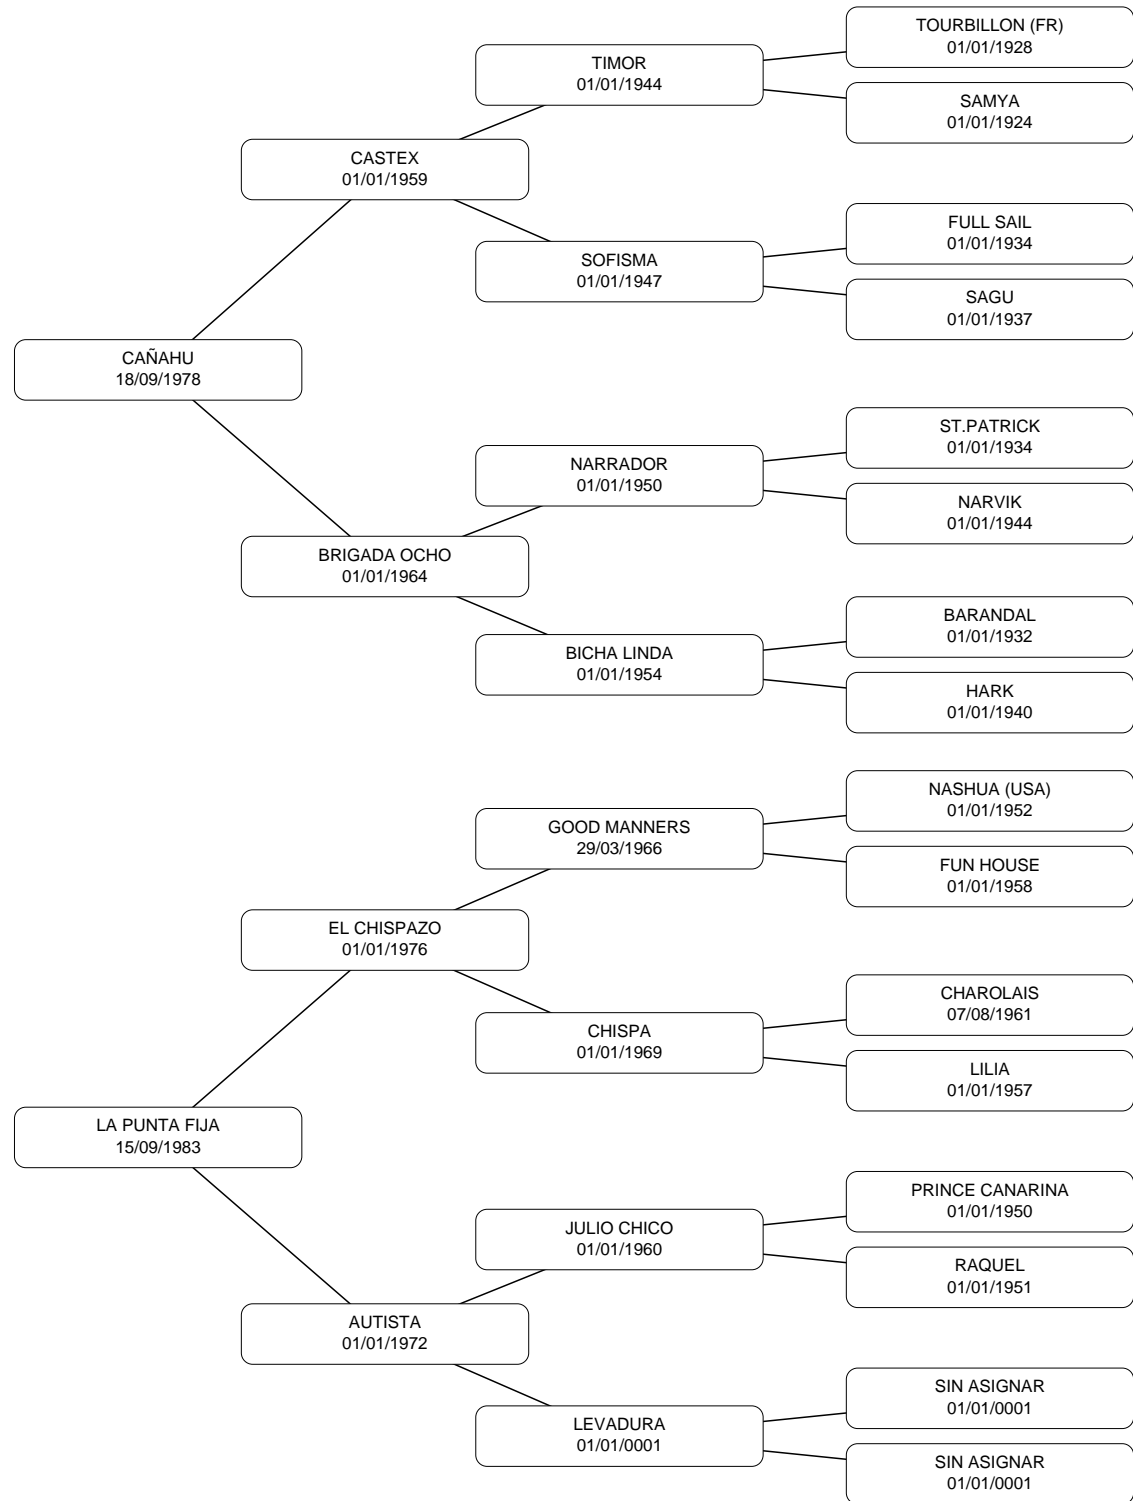 TOURBILLON (FR)
01/01/1928
TIMOR
01/01/1944
SAMYA
01/01/1924
CASTEX
01/01/1959
FULL SAIL
01/01/1934
SOFISMA
01/01/1947
SAGU
01/01/1937
CAÑAHU
18/09/1978
ST.PATRICK
01/01/1934
NARRADOR
01/01/1950
NARVIK
01/01/1944
BRIGADA OCHO
01/01/1964
BARANDAL
01/01/1932
BICHA LINDA
01/01/1954
HARK
01/01/1940
NASHUA (USA)
01/01/1952
GOOD MANNERS
29/03/1966
FUN HOUSE
01/01/1958
EL CHISPAZO
01/01/1976
CHAROLAIS
07/08/1961
CHISPA
01/01/1969
LILIA
01/01/1957
LA PUNTA FIJA
15/09/1983
PRINCE CANARINA
01/01/1950
JULIO CHICO
01/01/1960
RAQUEL
01/01/1951
AUTISTA
01/01/1972
SIN ASIGNAR
01/01/0001
LEVADURA
01/01/0001
SIN ASIGNAR
01/01/0001